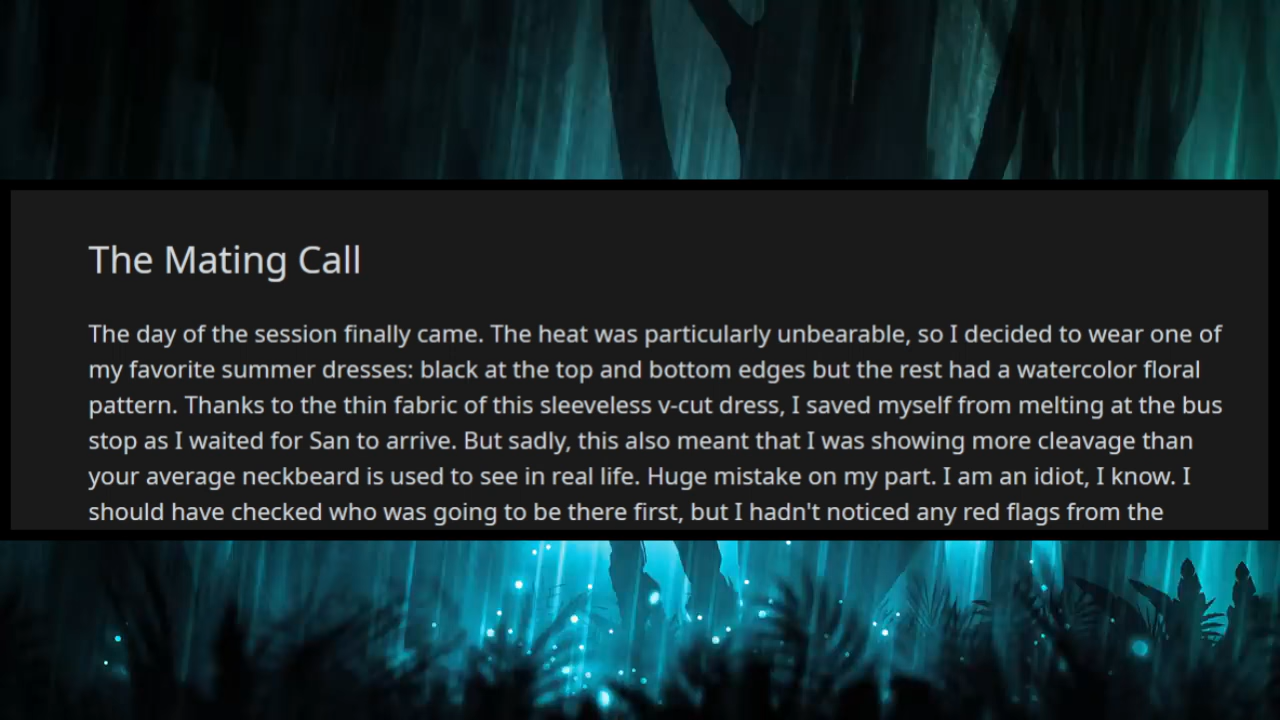 The Mating Call
The day of the session finally came. The heat was particularly unbearable, so I decided to wear one of
my favorite summer dresses: black at the top and bottom edges but the rest had a watercolor floral
pattern. Thanks to the thin fabric of this sleeveless v-cut dress, I saved myself from melting at the bus
stop as I waited for San to arrive. But sadly, this also meant that I was showing more cleavage than
your average neckbeard is used to see in real life. Huge mistake on my part. I am an idiot, I know. I
should have checked who was going to be there first, but I hadn't noticed any red flags from the